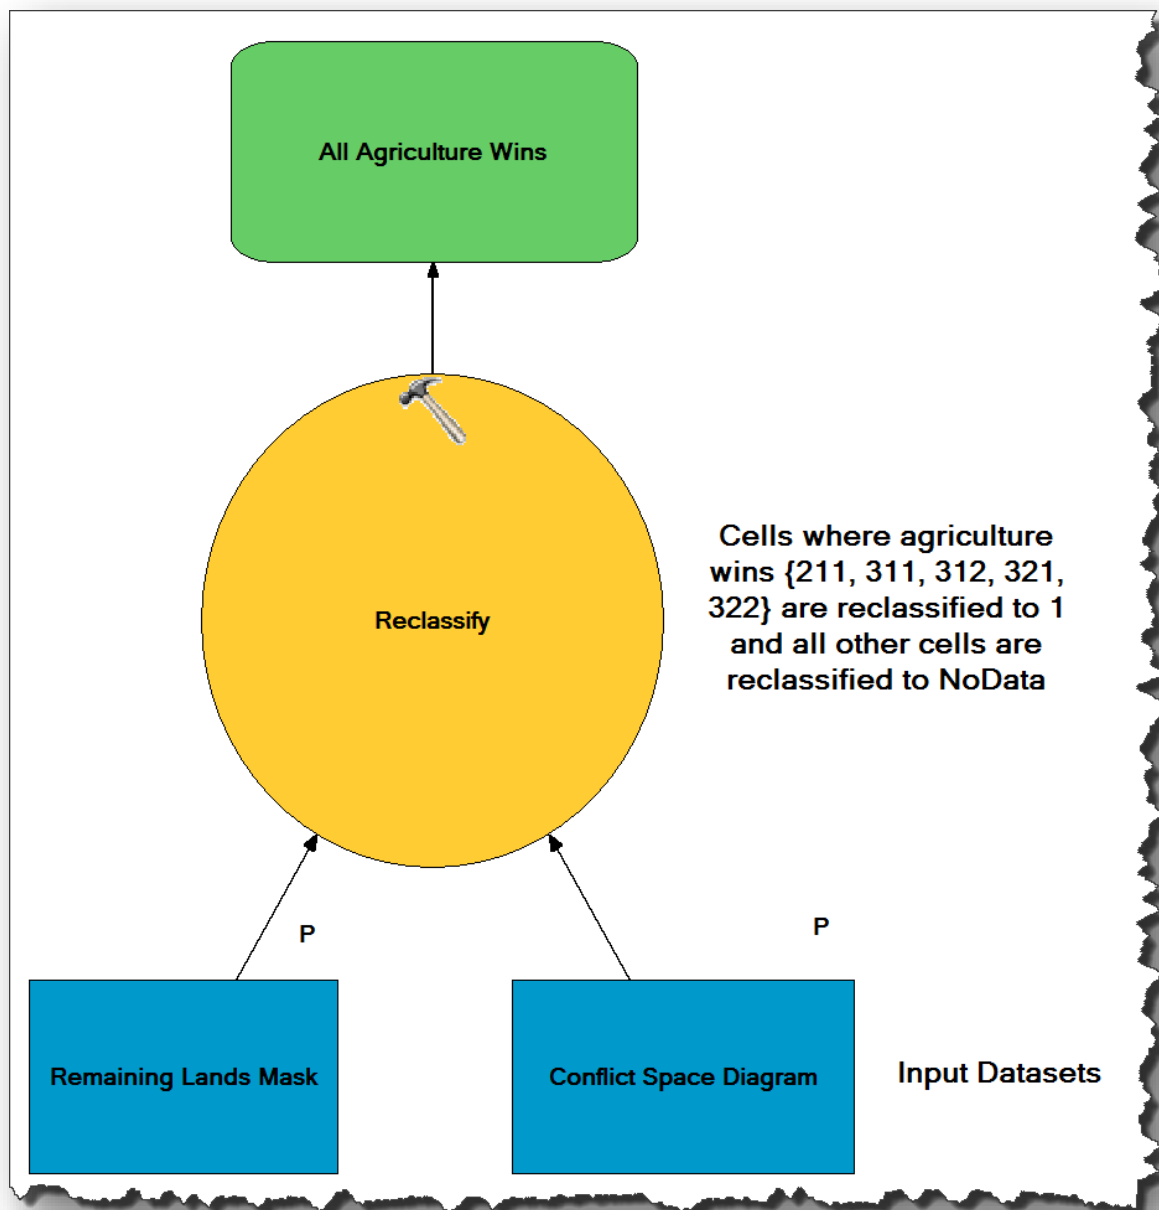 All Agriculture Wins
Cells where agriculture
wins {211, 311, 312, 321,
322} are reclassified to 1
and all other cells are
reclassified to NoData
Reclassify
P
P
Remaining Lands Mask
Conflict Space Diagram
Input Datasets